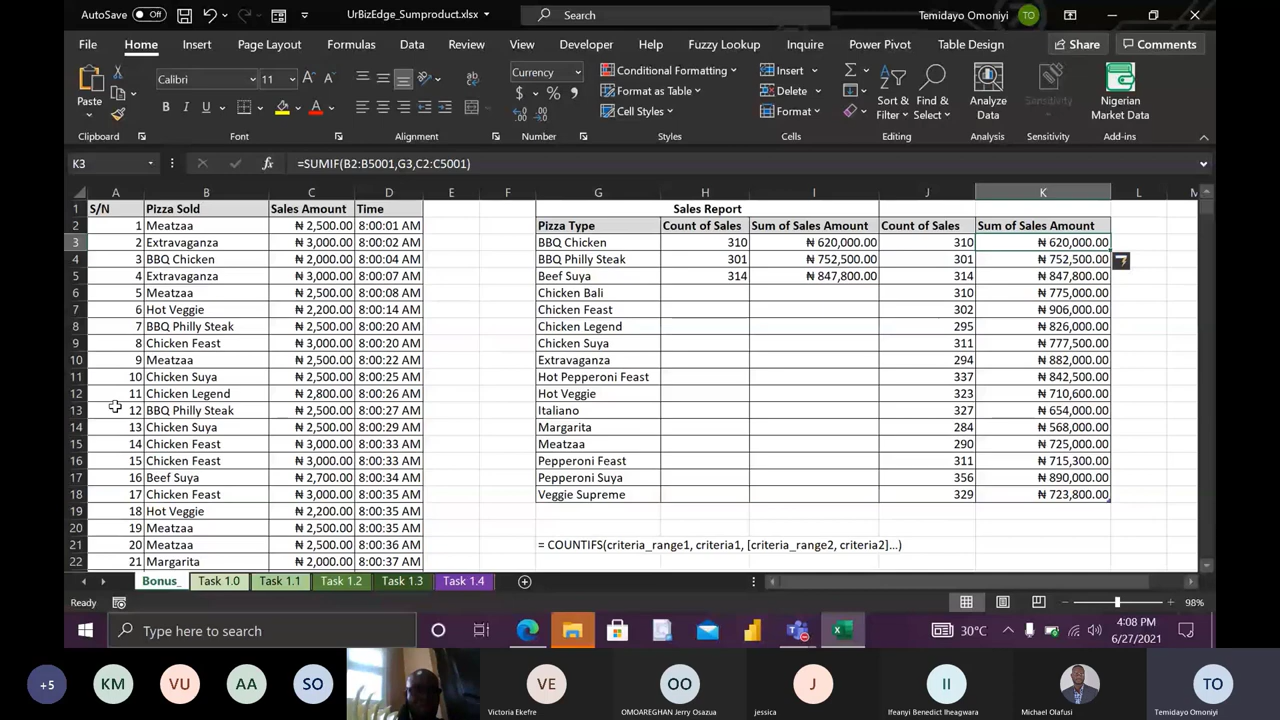 AutoSave Off UrBizEdge_Sumproduct.xlsx Search Temidayo Omoniyi TO
File Home Insert Page Layout Formulas Data Review View Developer Help Fuzzy Lookup Inquire Power Pivot Table Design Share Comments
Paste Calibri 11 Currency Conditional Formatting Insert Sort & Filter Find & Select Analyze Data Sensitivity Nigerian Market Data
Format as Table Delete
Cell Styles Format
Clipboard Font Alignment Number Styles Cells Editing Analysis Sensitivity Add-ins
K3 fx =SUMIF(B2:B5001,G3,C2:C5001)
A B C D E F G H I J K L M
1 S/N Pizza Sold Sales Amount Time Sales Report
2 1 Meatzaa ₦ 2,500.00 8:00:01 AM Pizza Type Count of Sales Sum of Sales Amount Count of Sales Sum of Sales Amount
3 2 Extravaganza ₦ 3,000.00 8:00:02 AM BBQ Chicken 310 ₦ 620,000.00 310 ₦ 620,000.00
4 3 BBQ Chicken ₦ 2,000.00 8:00:04 AM BBQ Philly Steak 301 ₦ 752,500.00 301 ₦ 752,500.00
5 4 Extravaganza ₦ 3,000.00 8:00:07 AM Beef Suya 314 ₦ 847,800.00 314 ₦ 847,800.00
6 5 Meatzaa ₦ 2,500.00 8:00:08 AM Chicken Bali 310 ₦ 775,000.00
7 6 Hot Veggie ₦ 2,200.00 8:00:14 AM Chicken Feast 302 ₦ 906,000.00
8 7 BBQ Philly Steak ₦ 2,500.00 8:00:20 AM Chicken Legend 295 ₦ 826,000.00
9 8 Chicken Feast ₦ 3,000.00 8:00:20 AM Chicken Suya 311 ₦ 777,500.00
10 9 Meatzaa ₦ 2,500.00 8:00:22 AM Extravaganza 294 ₦ 882,000.00
11 10 Chicken Suya ₦ 2,500.00 8:00:25 AM Hot Pepperoni Feast 337 ₦ 842,500.00
12 11 Chicken Legend ₦ 2,800.00 8:00:26 AM Hot Veggie 323 ₦ 710,600.00
13 12 BBQ Philly Steak ₦ 2,500.00 8:00:27 AM Italiano 327 ₦ 654,000.00
14 13 Chicken Suya ₦ 2,500.00 8:00:29 AM Margarita 284 ₦ 568,000.00
15 14 Chicken Feast ₦ 3,000.00 8:00:33 AM Meatzaa 290 ₦ 725,000.00
16 15 Chicken Feast ₦ 3,000.00 8:00:33 AM Pepperoni Feast 311 ₦ 715,300.00
17 16 Beef Suya ₦ 2,700.00 8:00:34 AM Pepperoni Suya 356 ₦ 890,000.00
18 17 Chicken Feast ₦ 3,000.00 8:00:35 AM Veggie Supreme 329 ₦ 723,800.00
19 18 Hot Veggie ₦ 2,200.00 8:00:35 AM
20 19 Meatzaa ₦ 2,500.00 8:00:35 AM
21 20 Meatzaa ₦ 2,500.00 8:00:36 AM = COUNTIFS(criteria_range1, criteria1, [criteria_range2, criteria2]...)
22 21 Margarita ₦ 2,000.00 8:00:37 AM
Bonus_ Task 1.0 Task 1.1 Task 1.2 Task 1.3 Task 1.4
Ready 98%
Type here to search 30°C 4:08 PM
6/27/2021
+5 KM VU AA SO VE OO J II TO
Victoria Ekefre OMOAREGHAN Jerry Osazua jessica Ifeanyi Benedict Iheagwara Michael Olafusi Temidayo Omoniyi